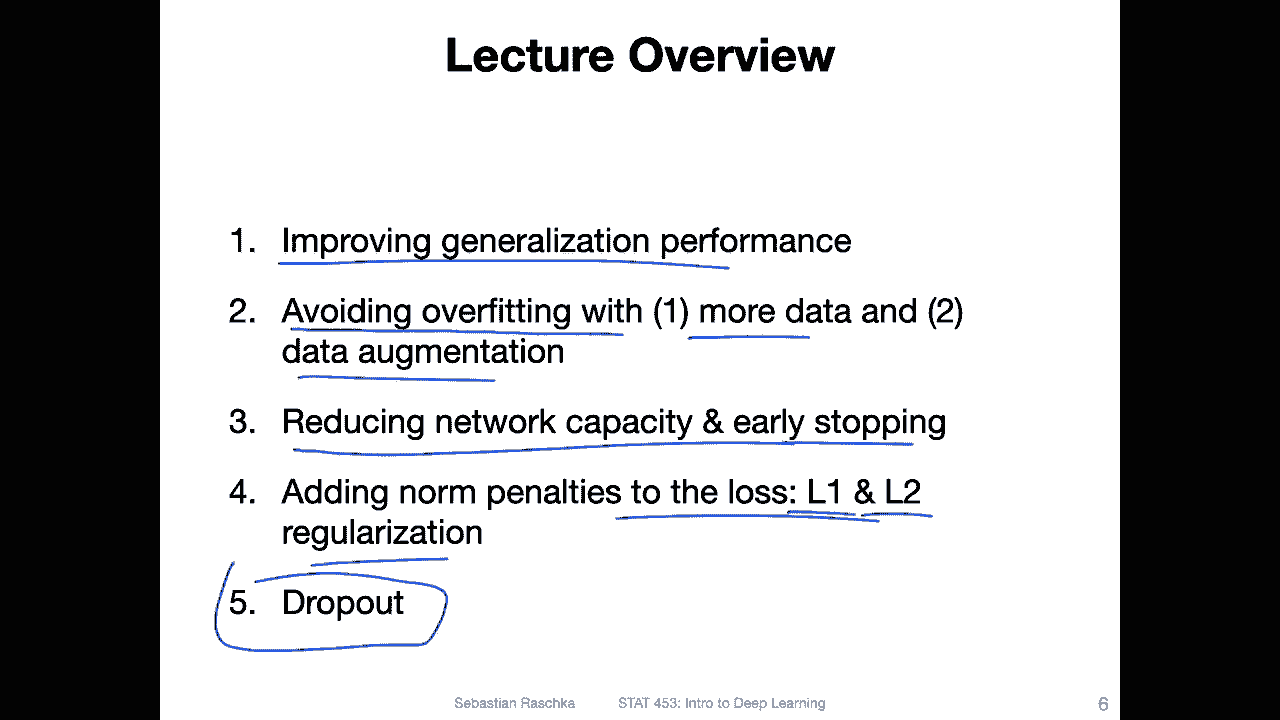 Lecture Overview
1. Improving generalization performance
2. Avoiding overfitting with (1) more data and (2)
data augmentation
3. Reducing network capacity & early stopping
4. Adding norm penalties to the loss: L1 & L2
regularization
5. Dropout
Sebastian Raschka STAT 453: Intro to Deep Learning 6